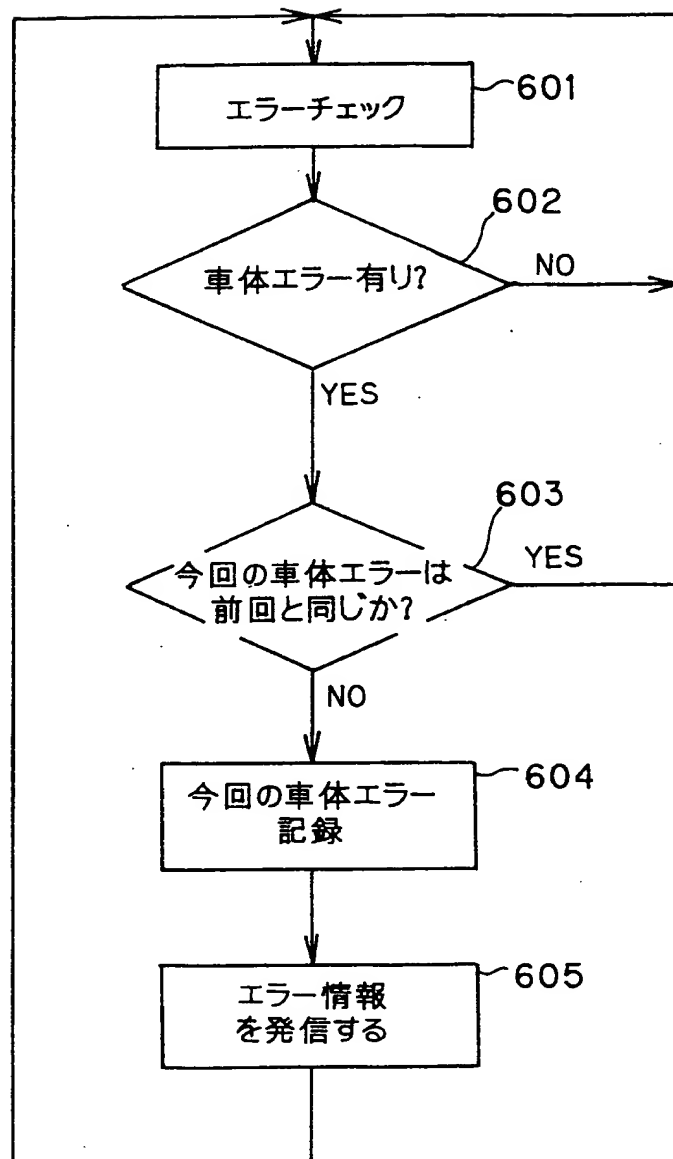 エラーチェック
601
602
車体エラー有り?
NO
YES
603
今回の車体エラーは
前回と同じか?
YES
NO
今回の車体エラー
記録
604
エラー情報
を発信する
605